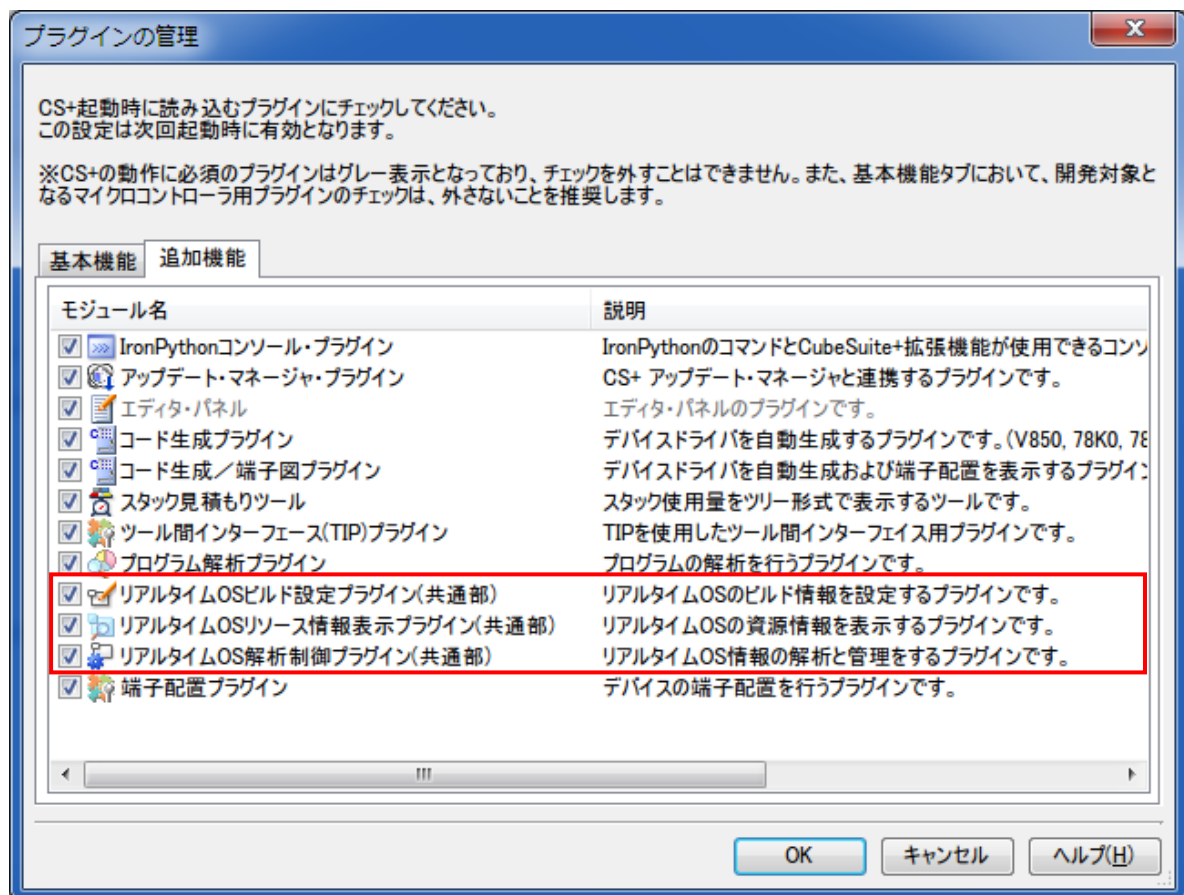 プラグインの管理
CS+起動時に読み込むプラグインにチェックしてください。
この設定は次回起動時に有効となります。
※CS+の動作に必須のプラグインはグレー表示となっており、チェックを外すことはできません。また、基本機能タブにおいて、開発対象と
なるマイクロコントローラ用プラグインのチェックは、外さないことを推奨します。
基本機能 追加機能
モジュール名 説明
IronPythonコンソール・プラグイン IronPythonのコマンドとCubeSuite+拡張機能が使用できるコンソ
アップデート・マネージャ・プラグイン CS+ アップデート・マネージャと連携するプラグインです。
エディタ・パネル エディタ・パネルのプラグインです。
コード生成プラグイン デバイスドライバを自動生成するプラグインです。(V850, 78K0, 78
コード生成／端子図プラグイン デバイスドライバを自動生成および端子配置を表示するプラグイン
スタック見積もりツール スタック使用量をツリー形式で表示するツールです。
ツール間インターフェース(TIP)プラグイン TIPを使用したツール間インターフェイス用プラグインです。
プログラム解析プラグイン プログラムの解析を行うプラグインです。
リアルタイムOSビルド設定プラグイン(共通部) リアルタイムOSのビルド情報を設定するプラグインです。
リアルタイムOSリソース情報表示プラグイン(共通部) リアルタイムOSの資源情報を表示するプラグインです。
リアルタイムOS解析制御プラグイン(共通部) リアルタイムOS情報の解析と管理をするプラグインです。
端子配置プラグイン デバイスの端子配置を行うプラグインです。
OK キャンセル ヘルプ(H)